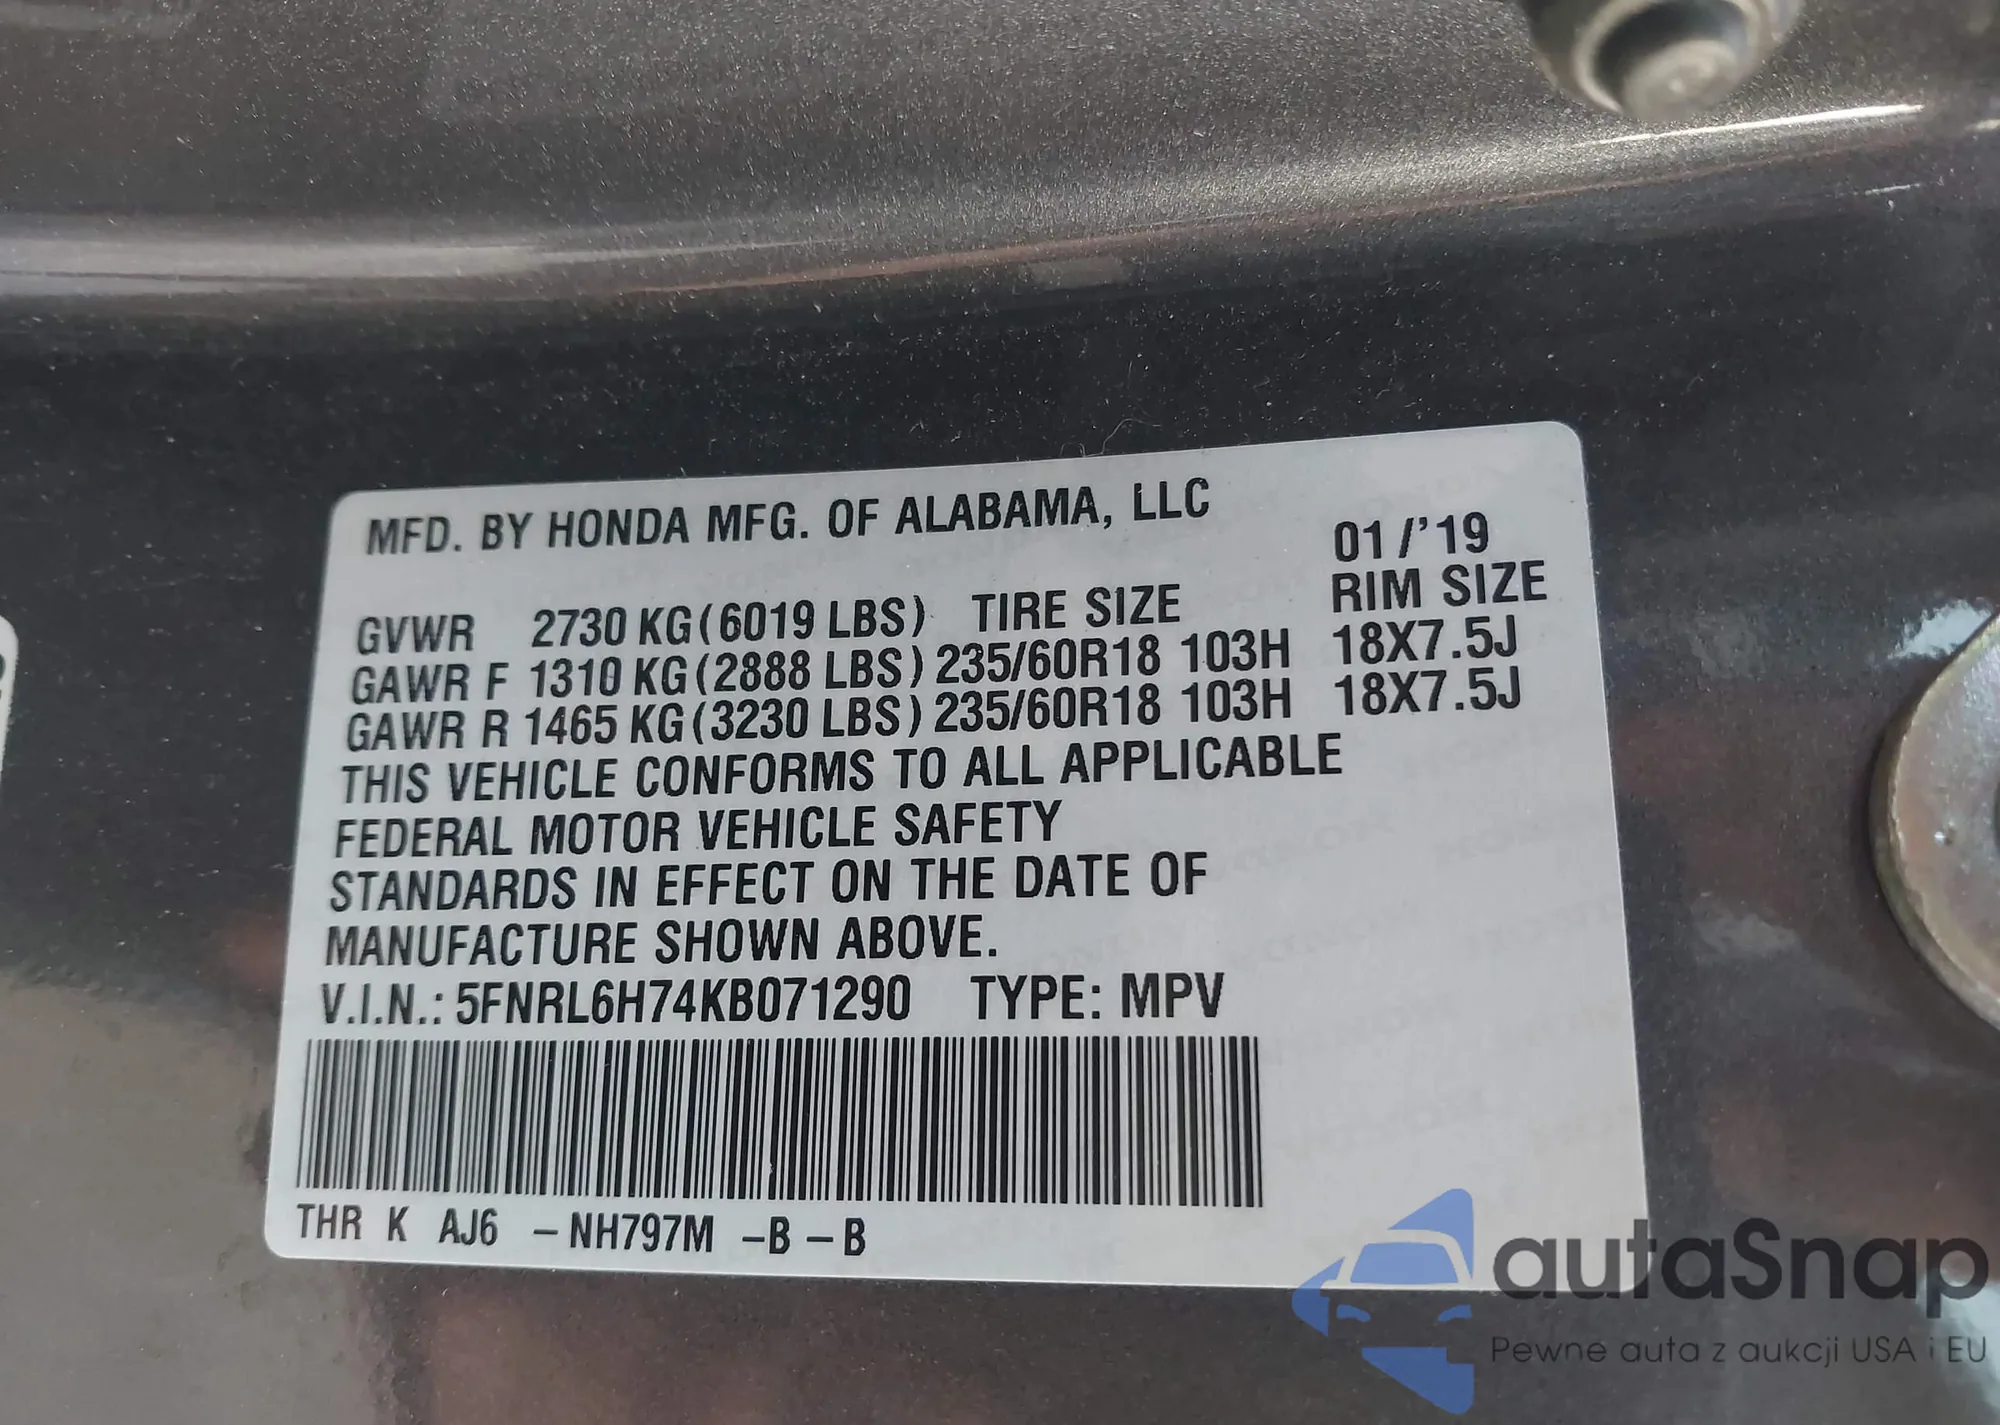 MFD. BY HONDA MFG. OF ALABAMA, LLC
01/'19
GVWR 2730 KG(6019 LBS) TIRE SIZE RIM SIZE
GAWR F 1310 KG(2888 LBS) 235/60R18 103H 18X7.5J
GAWR R 1465 KG(3230 LBS) 235/60R18 103H 18X7.5J
THIS VEHICLE CONFORMS TO ALL APPLICABLE
FEDERAL MOTOR VEHICLE SAFETY
STANDARDS IN EFFECT ON THE DATE OF
MANUFACTURE SHOWN ABOVE.
V.I.N.: 5FNRL6H74KB071290 TYPE: MPV
THR K AJ6 -NH797M -B -B
autaSnap
Pewne auta z aukcji USA i EU